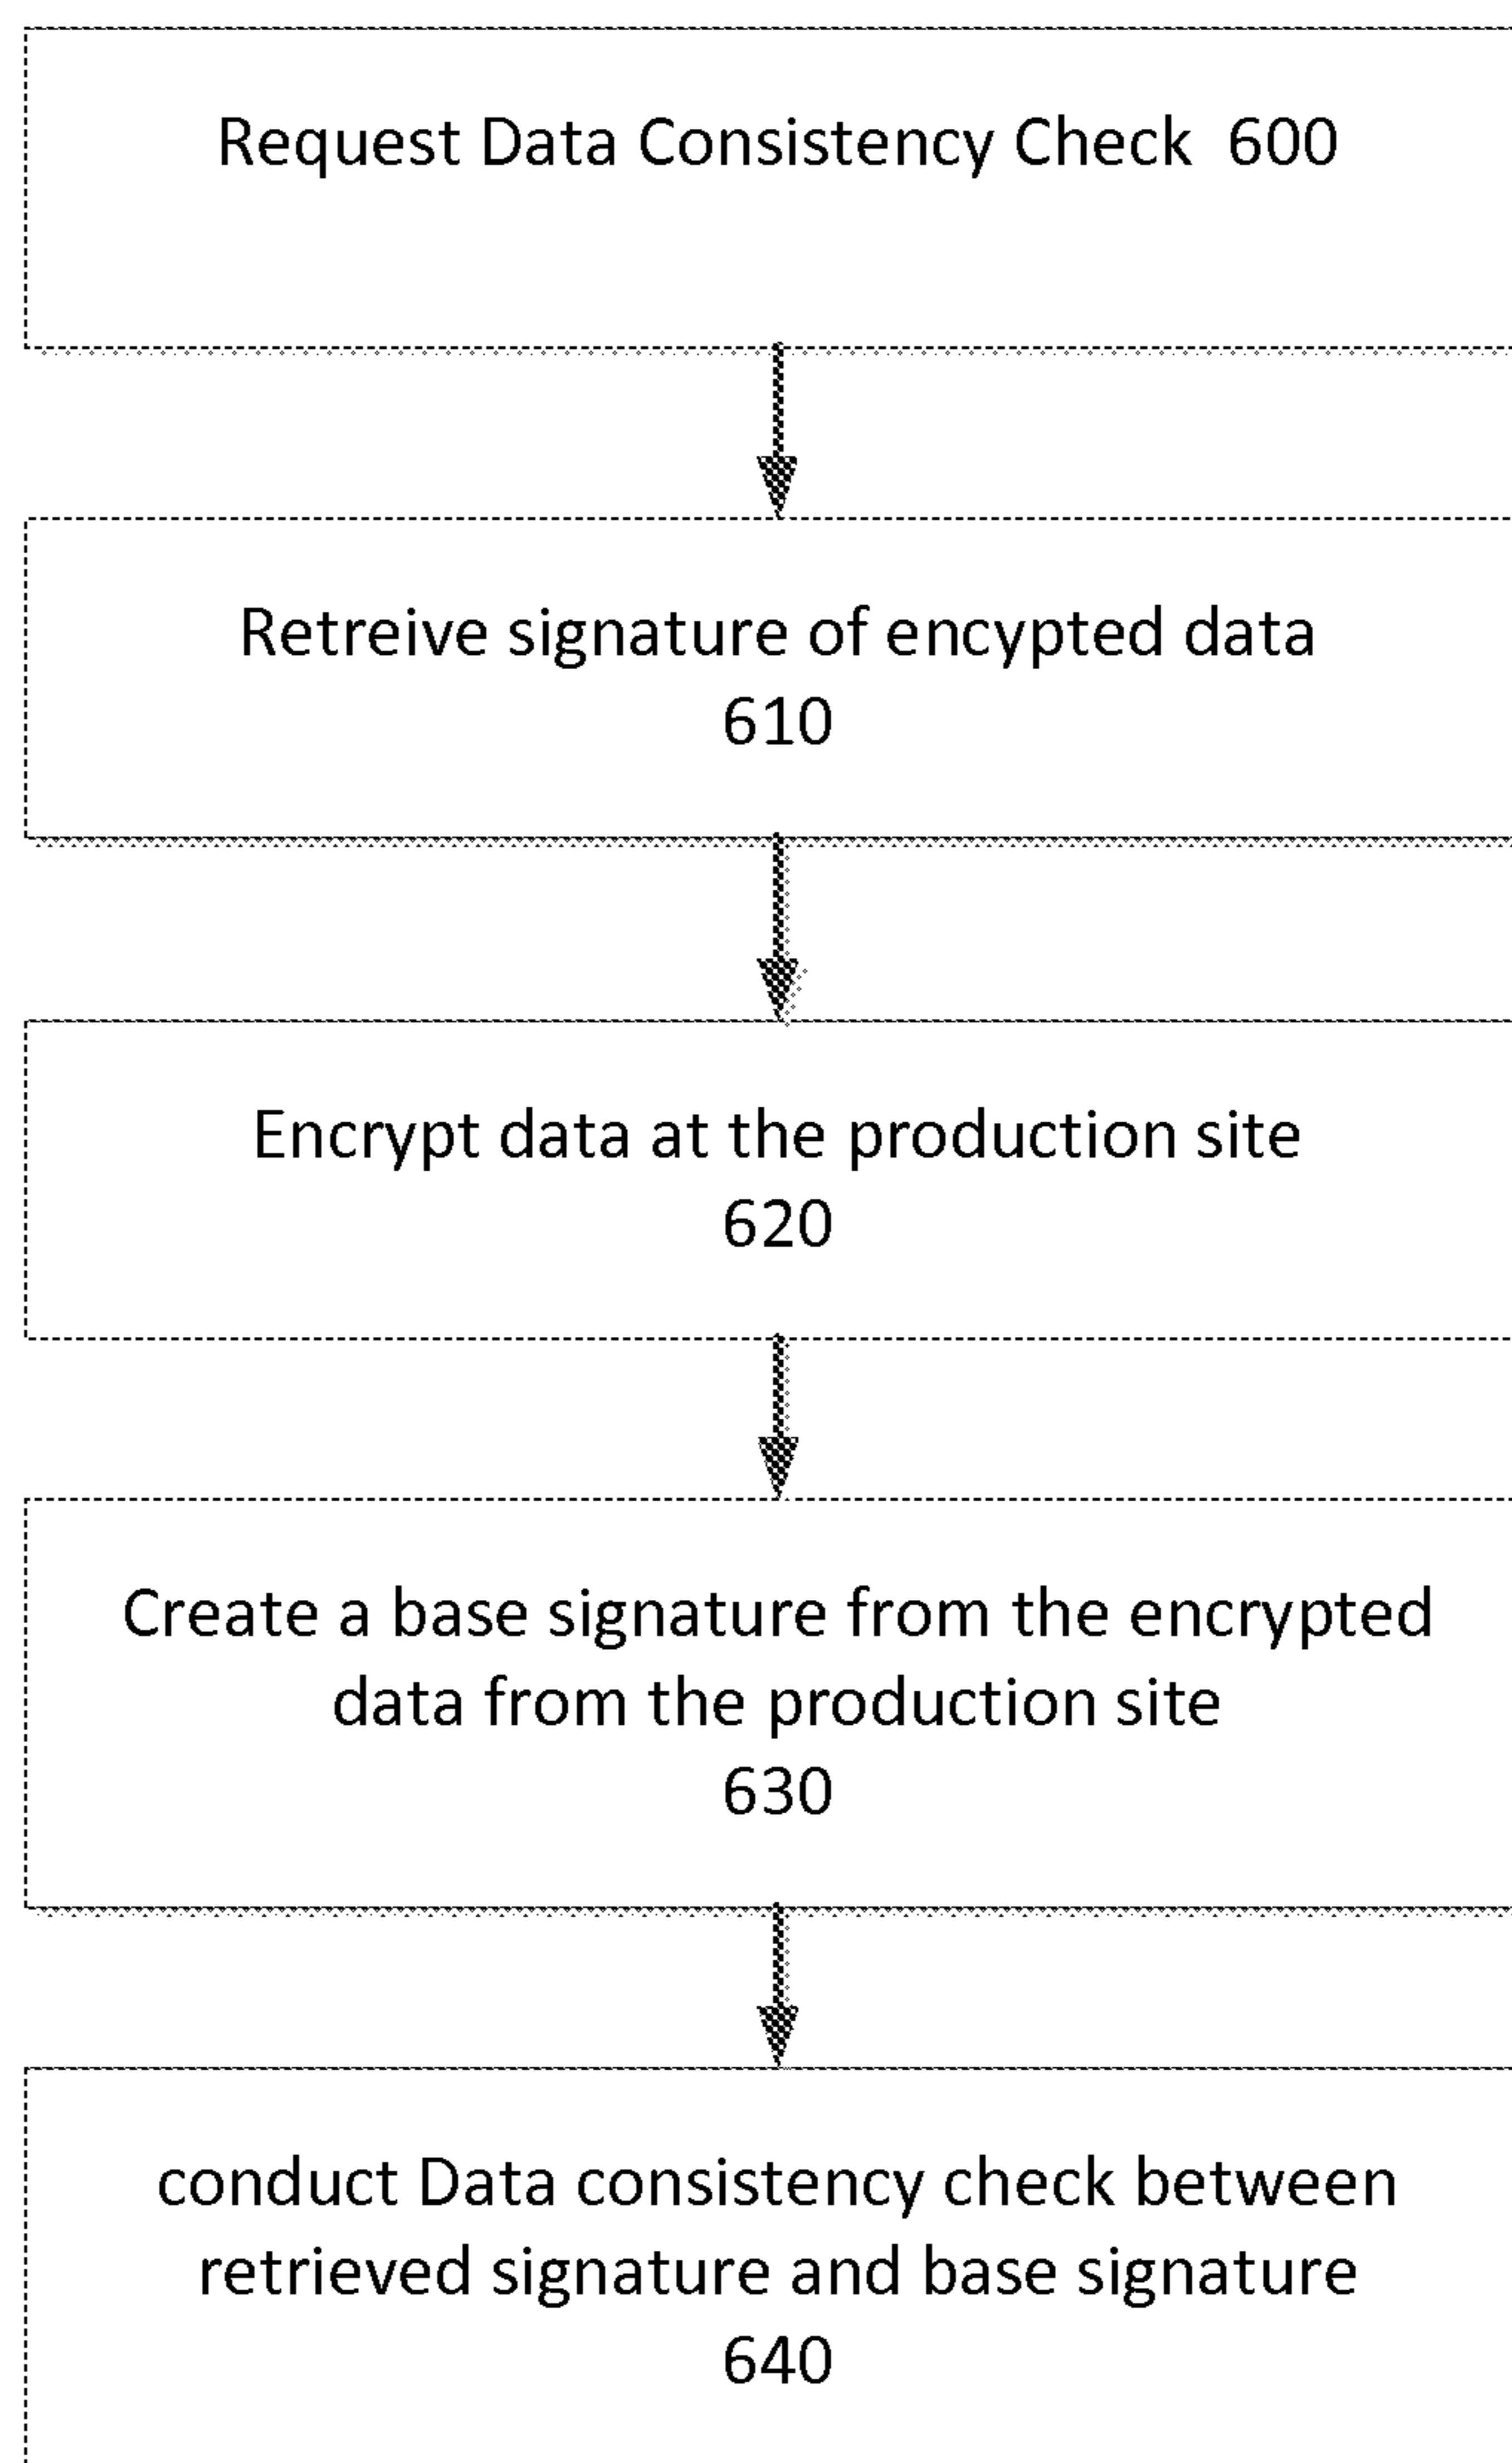 Request Data Consistency Check 600
Retreive signature of encypted data
610
Encrypt data at the production site
620
Create a base signature from the encrypted
data from the production site
630
conduct Data consistency check between
retrieved signature and base signature
640